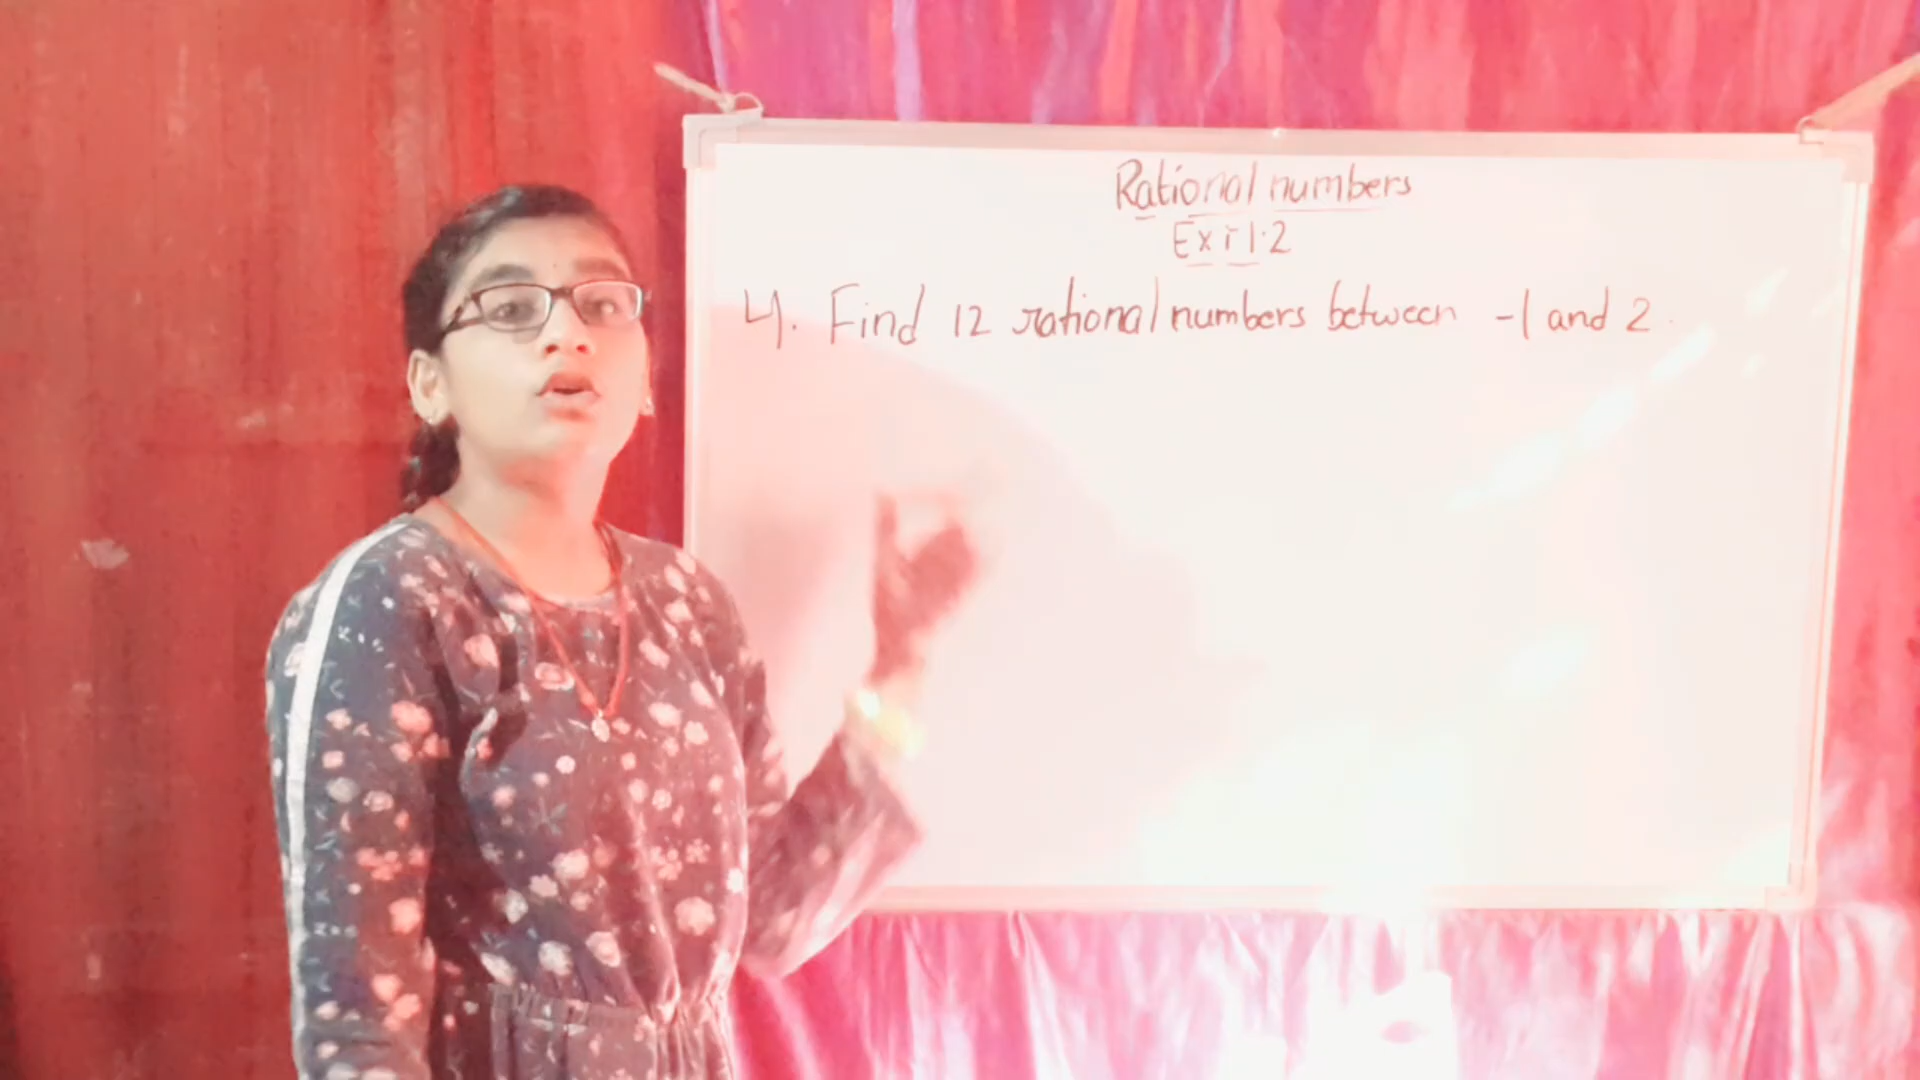 Rational numbers
Ex:- 1.2
4. Find 12 rational numbers between -1 and 2.